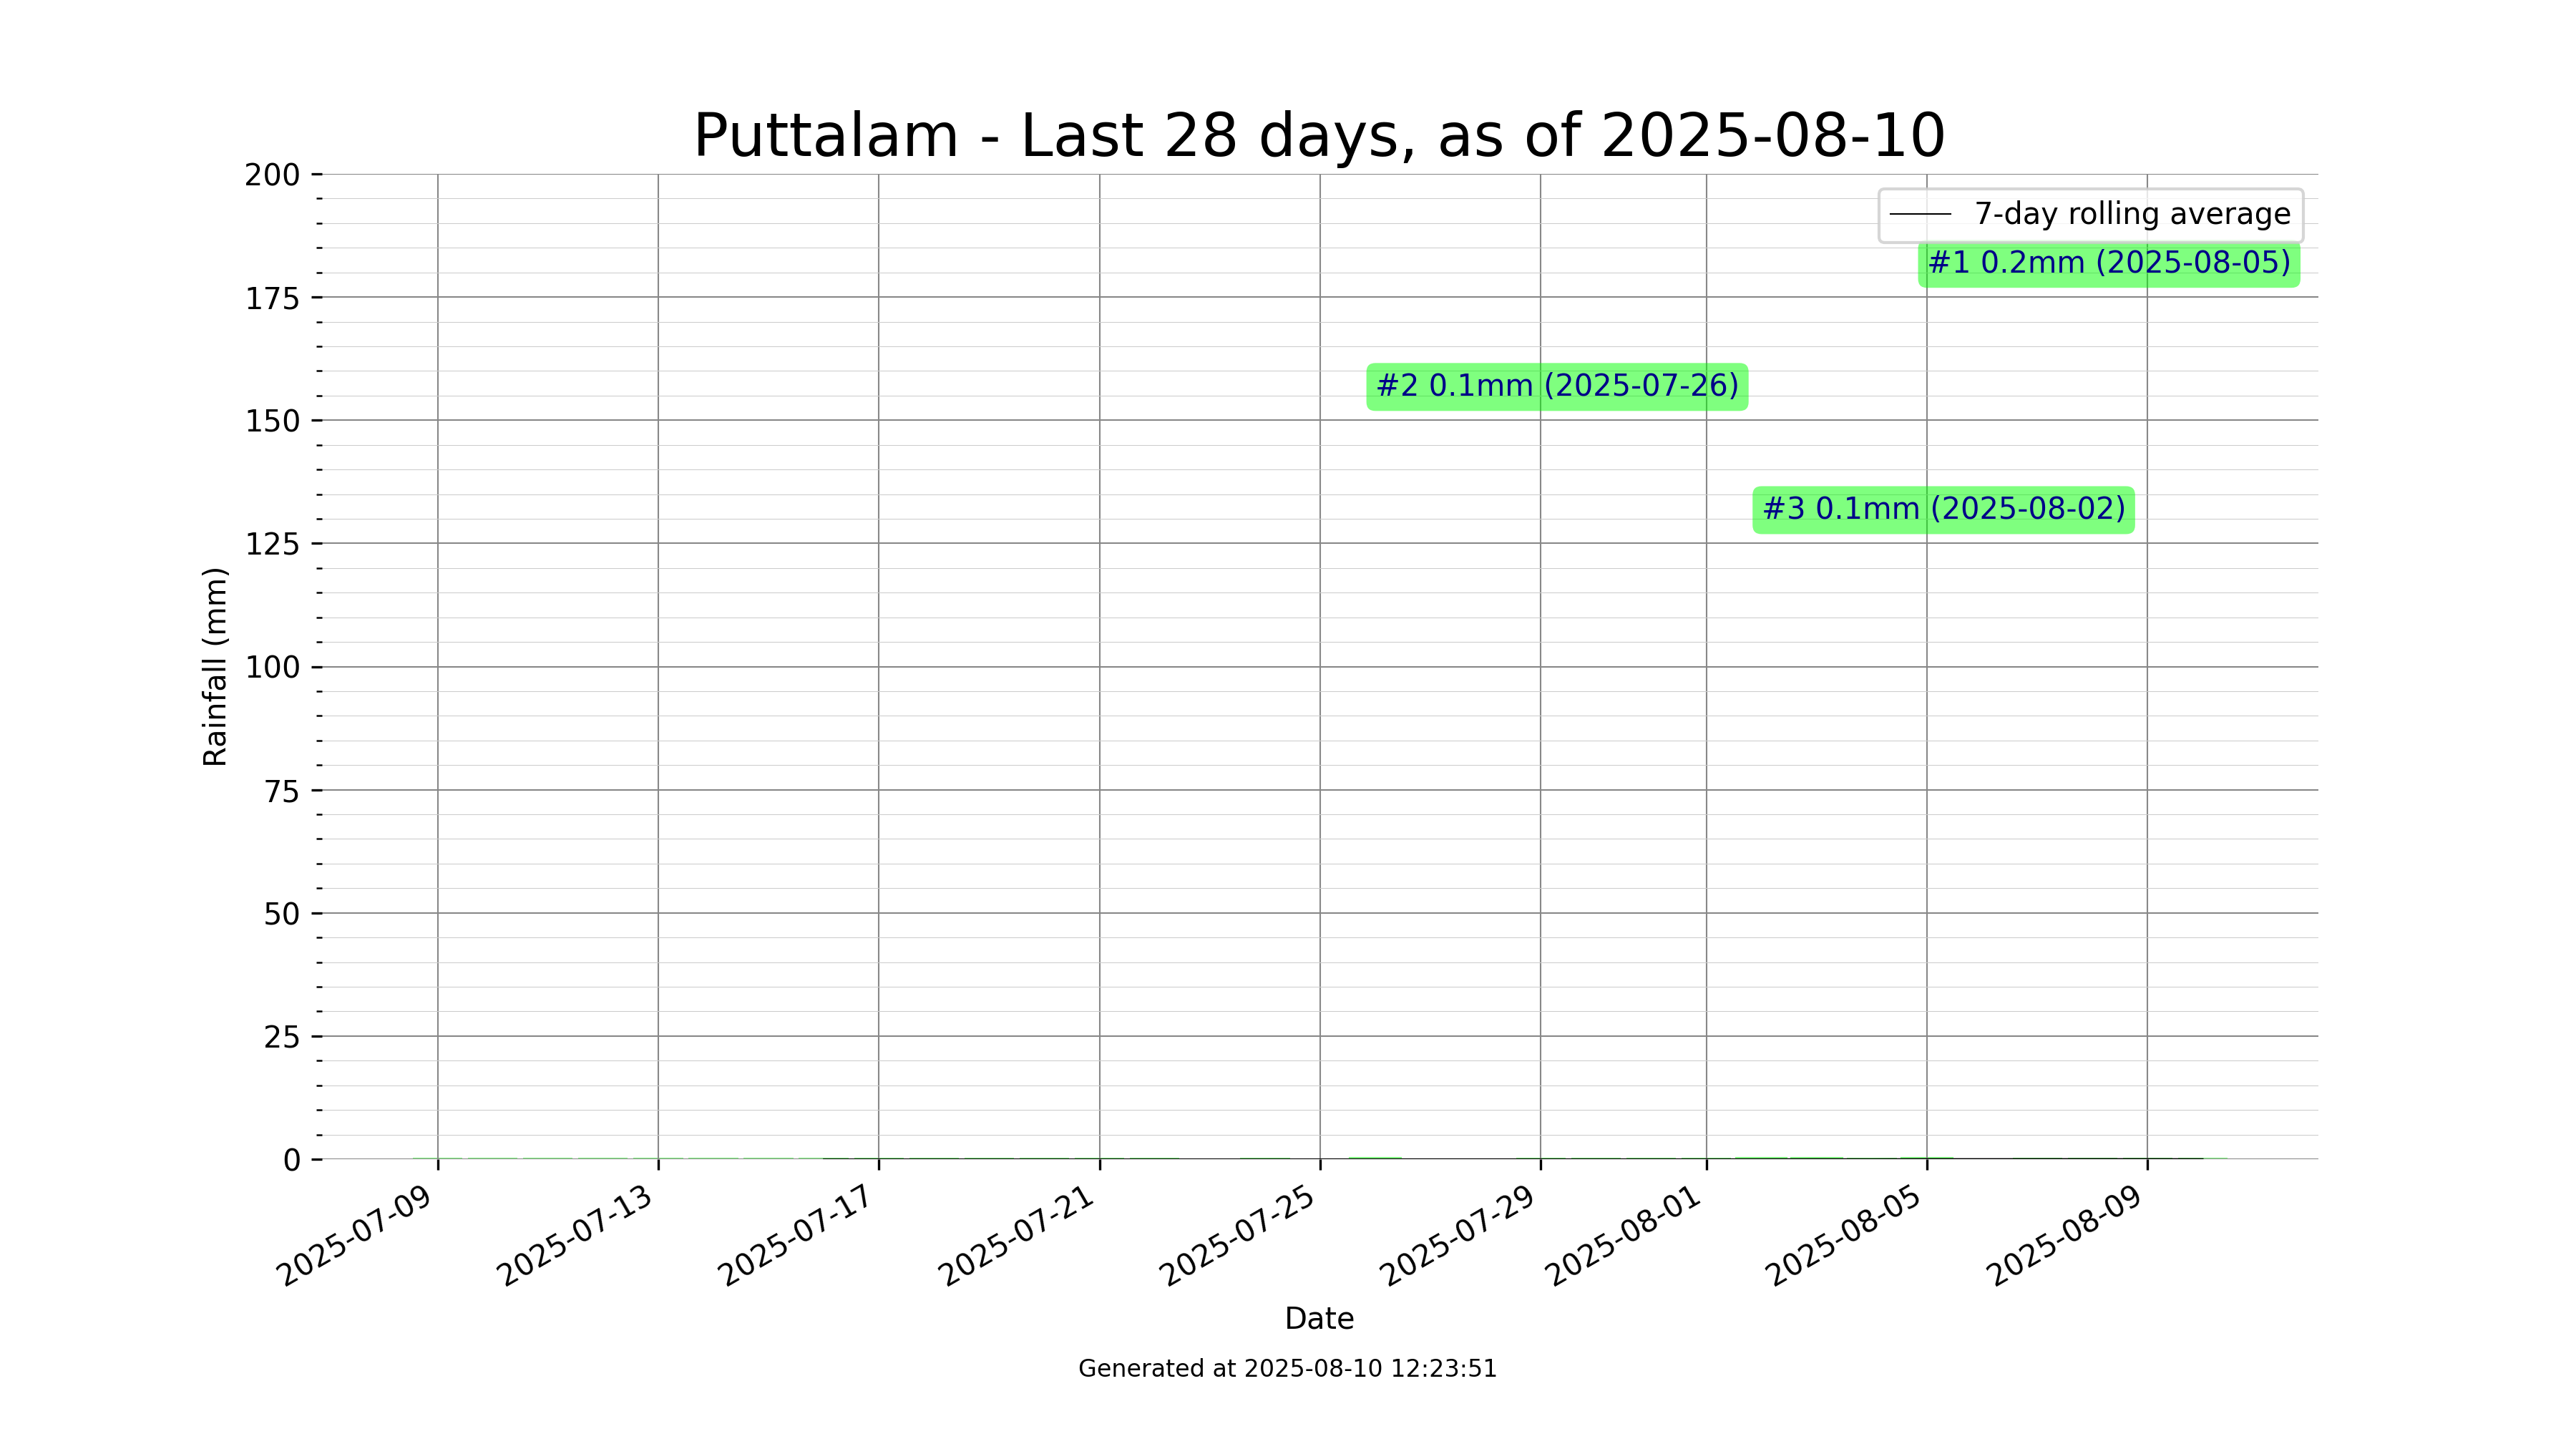 Puttalam - Last 28 days, as of 2025-08-10
200
175
150
125
100
75
50
25
0
Rainfall (mm)
7-day rolling average
#1 0.2mm (2025-08-05)
#2 0.1mm (2025-07-26)
#3 0.1mm (2025-08-02)
2025-07-09
2025-07-13
2025-07-17
2025-07-21
2025-07-25
2025-07-29
2025-08-01
2025-08-05
2025-08-09
Date
Generated at 2025-08-10 12:23:51